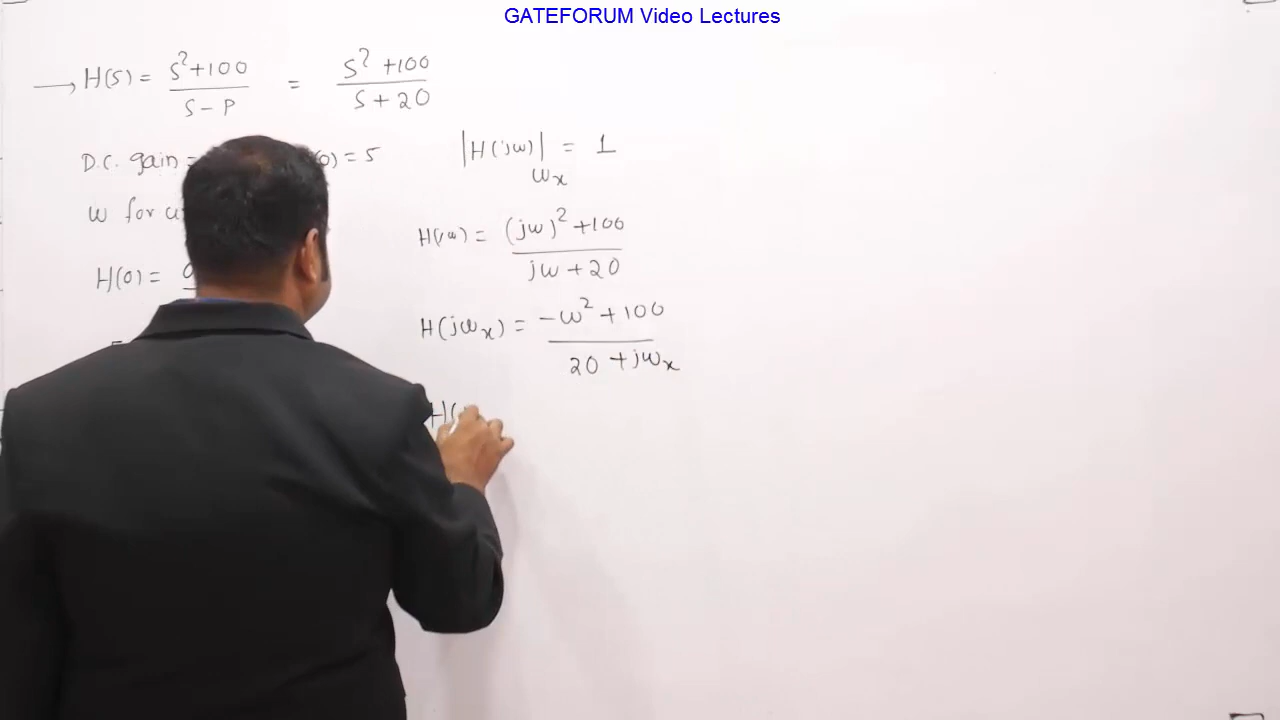 GATEFORUM Video Lectures
→ H(S) = S²+100 / S-P = S²+100 / S+20
D.C. gain = 0) = 5
|H(jω)| = 1
ωx
ω for
H(jω) = (jω)²+100 / jω+20
H(0) =
H(jωx) = -ω²+100 / 20+jωx
H(